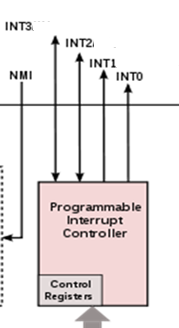 INT3/
INT2/
INT1
NMI
INT0
Programmable
Interrupt
Controller
Control
Registers